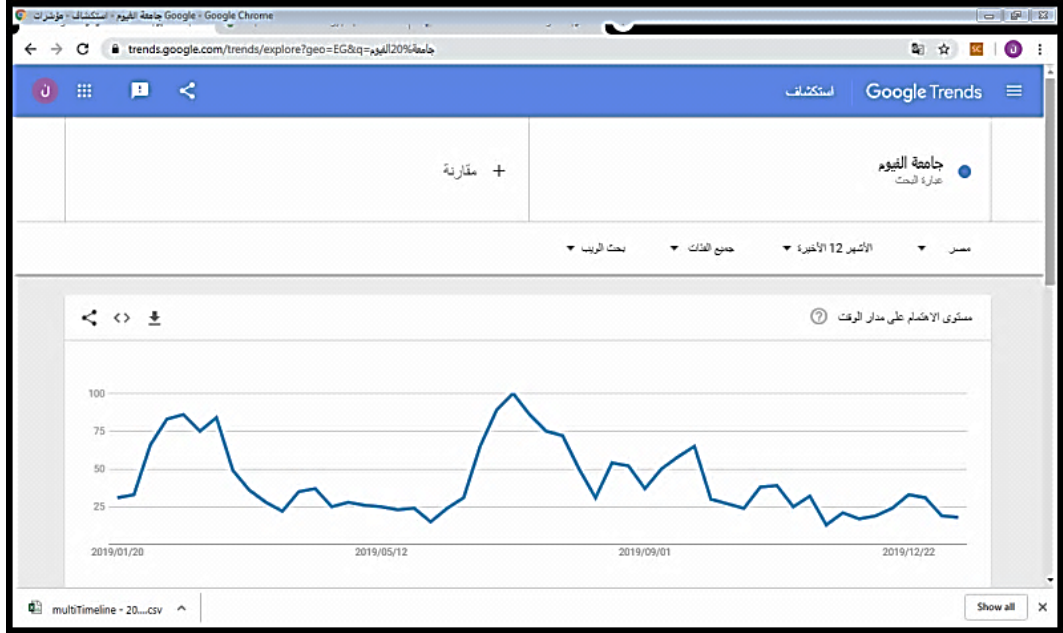 جامعة الفيوم - استكشاف - مؤشرات Google - Google Chrome
trends.google.com/trends/explore?geo=EG&q=جامعة%20الفيوم
SC
ن
ن
استكشاف
Google Trends
جامعة الفيوم
عبارة البحث
+ مقارنة
مصر
الأشهر 12 الأخيرة
جميع الفئات
بحث الويب
مستوى الاهتمام على مدار الوقت
100
75
50
25
2019/01/20
2019/05/12
2019/09/01
2019/12/22
multiTimeline - 20....csv
Show all